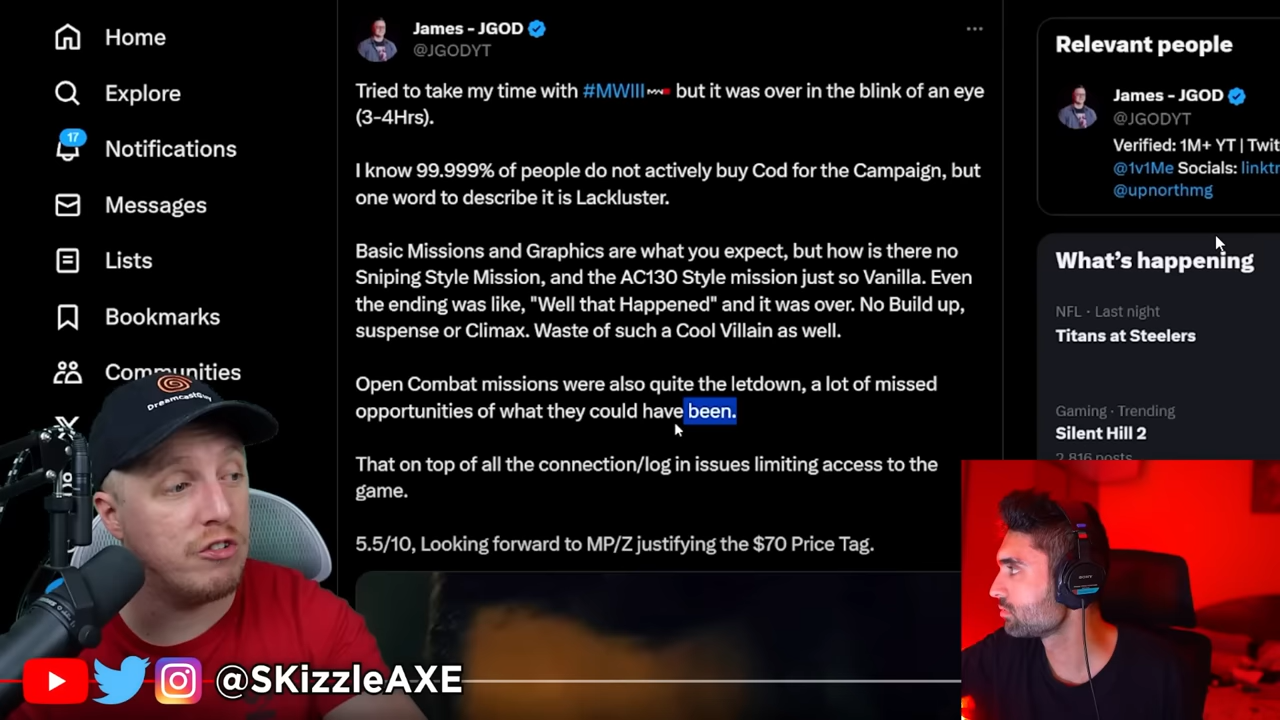 Home
Explore
17
Notifications
Messages
Lists
Bookmarks
Communities
James - JGOD
@JGODYT
Tried to take my time with #MWIII but it was over in the blink of an eye
(3-4Hrs).
I know 99.999% of people do not actively buy Cod for the Campaign, but
one word to describe it is Lackluster.
Basic Missions and Graphics are what you expect, but how is there no
Sniping Style Mission, and the AC130 Style mission just so Vanilla. Even
the ending was like, "Well that Happened" and it was over. No Build up,
suspense or Climax. Waste of such a Cool Villain as well.
Open Combat missions were also quite the letdown, a lot of missed
opportunities of what they could have been.
That on top of all the connection/log in issues limiting access to the
game.
5.5/10, Looking forward to MP/Z justifying the $70 Price Tag.
Relevant people
James - JGOD
@JGODYT
Verified: 1M+ YT | Twit
@1v1Me Socials: linktr
@upnorthmg
What's happening
NFL · Last night
Titans at Steelers
Gaming · Trending
Silent Hill 2
2,816 posts
DreamcastGuy
SONY
@SKizzleAXE